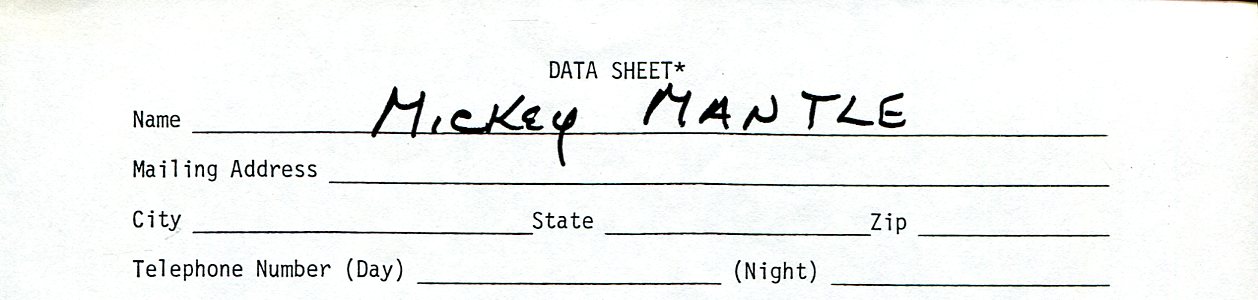 DATA SHEET*
Name MICKEY MANTLE
Mailing Address
City State Zip
Telephone Number (Day) (Night)